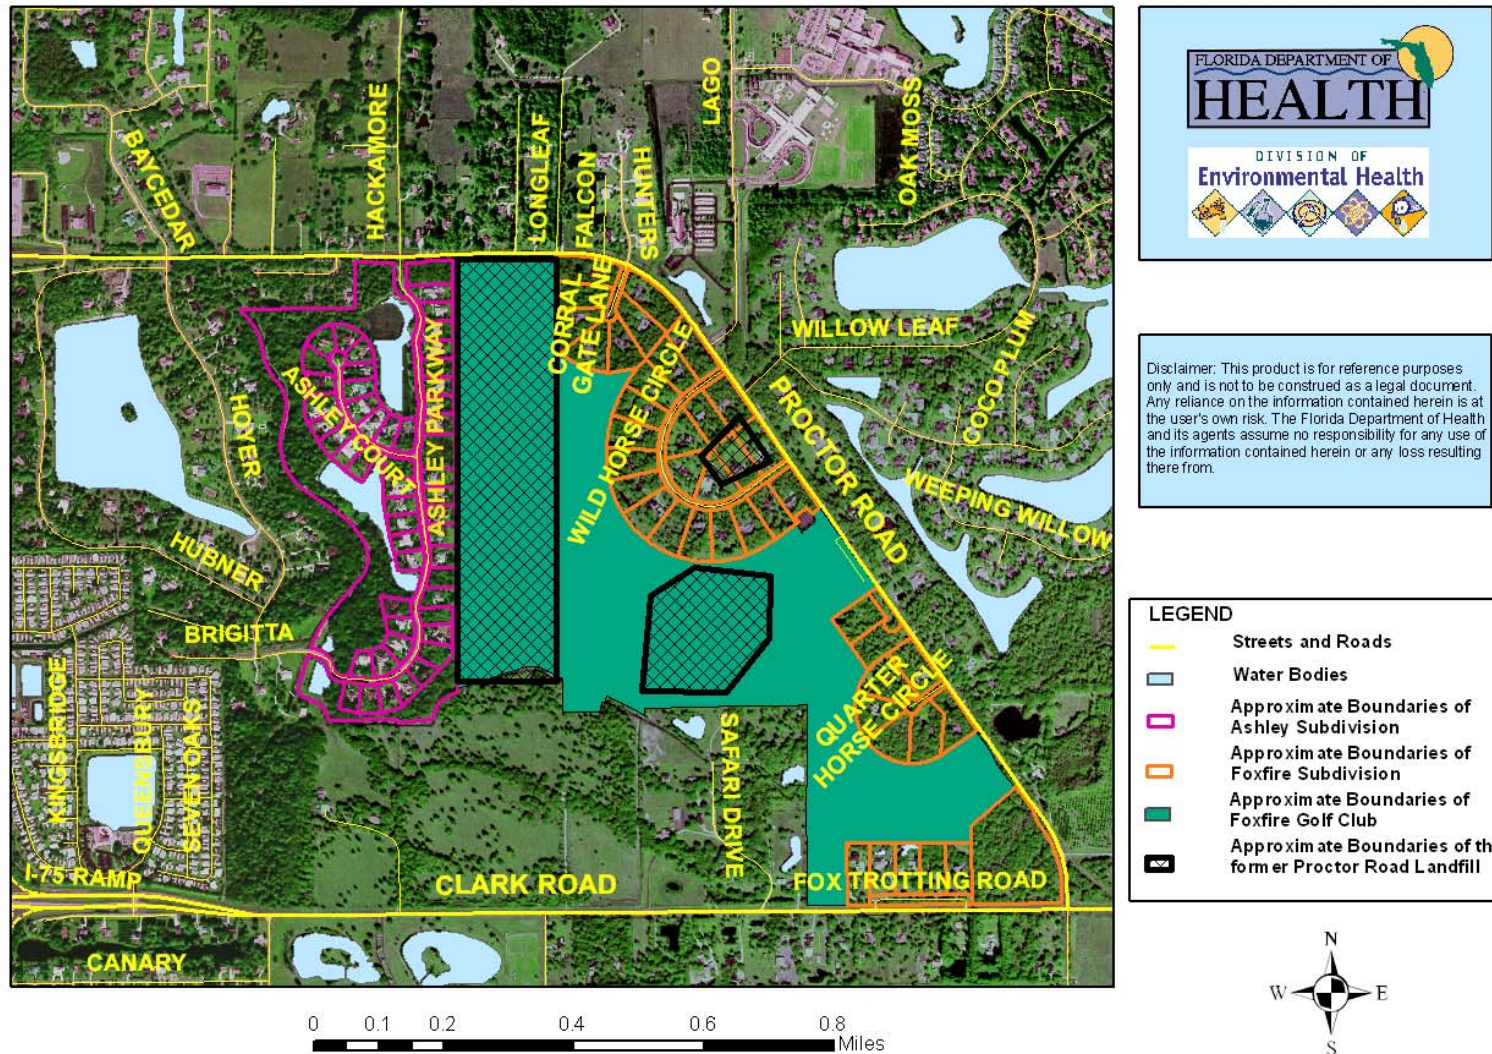 BAYCEDAR
HACKAMORE
LONGLEAF
FALCON
HUNTERS
LAGO
OAK MOSS
CORRAL
GATE LANE
WILLOW LEAF
COCO PLUM
ASHLEY PARKWAY
ASHLEY COURT
WILD HORSE CIRCLE
PROCTOR ROAD
HOYER
HUBNER
WEEPING WILLOW
BRIGITTA
KINGSBRIDGE
QUEENSBURY
SEVEN OAKS
SAFARI DRIVE
QUARTER
HORSE CIRCLE
I-75 RAMP
CLARK ROAD
FOX TROTTING ROAD
CANARY
0 0.1 0.2 0.4 0.6 0.8
Miles
FLORIDA DEPARTMENT OF
HEALTH
DIVISION OF
Environmental Health
Disclaimer: This product is for reference purposes
only and is not to be construed as a legal document.
Any reliance on the information contained herein is at
the user's own risk. The Florida Department of Health
and its agents assume no responsibility for any use of
the information contained herein or any loss resulting
there from.
LEGEND
Streets and Roads
Water Bodies
Approximate Boundaries of
Ashley Subdivision
Approximate Boundaries of
Foxfire Subdivision
Approximate Boundaries of
Foxfire Golf Club
Approximate Boundaries of th
former Proctor Road Landfill
N
W E
S